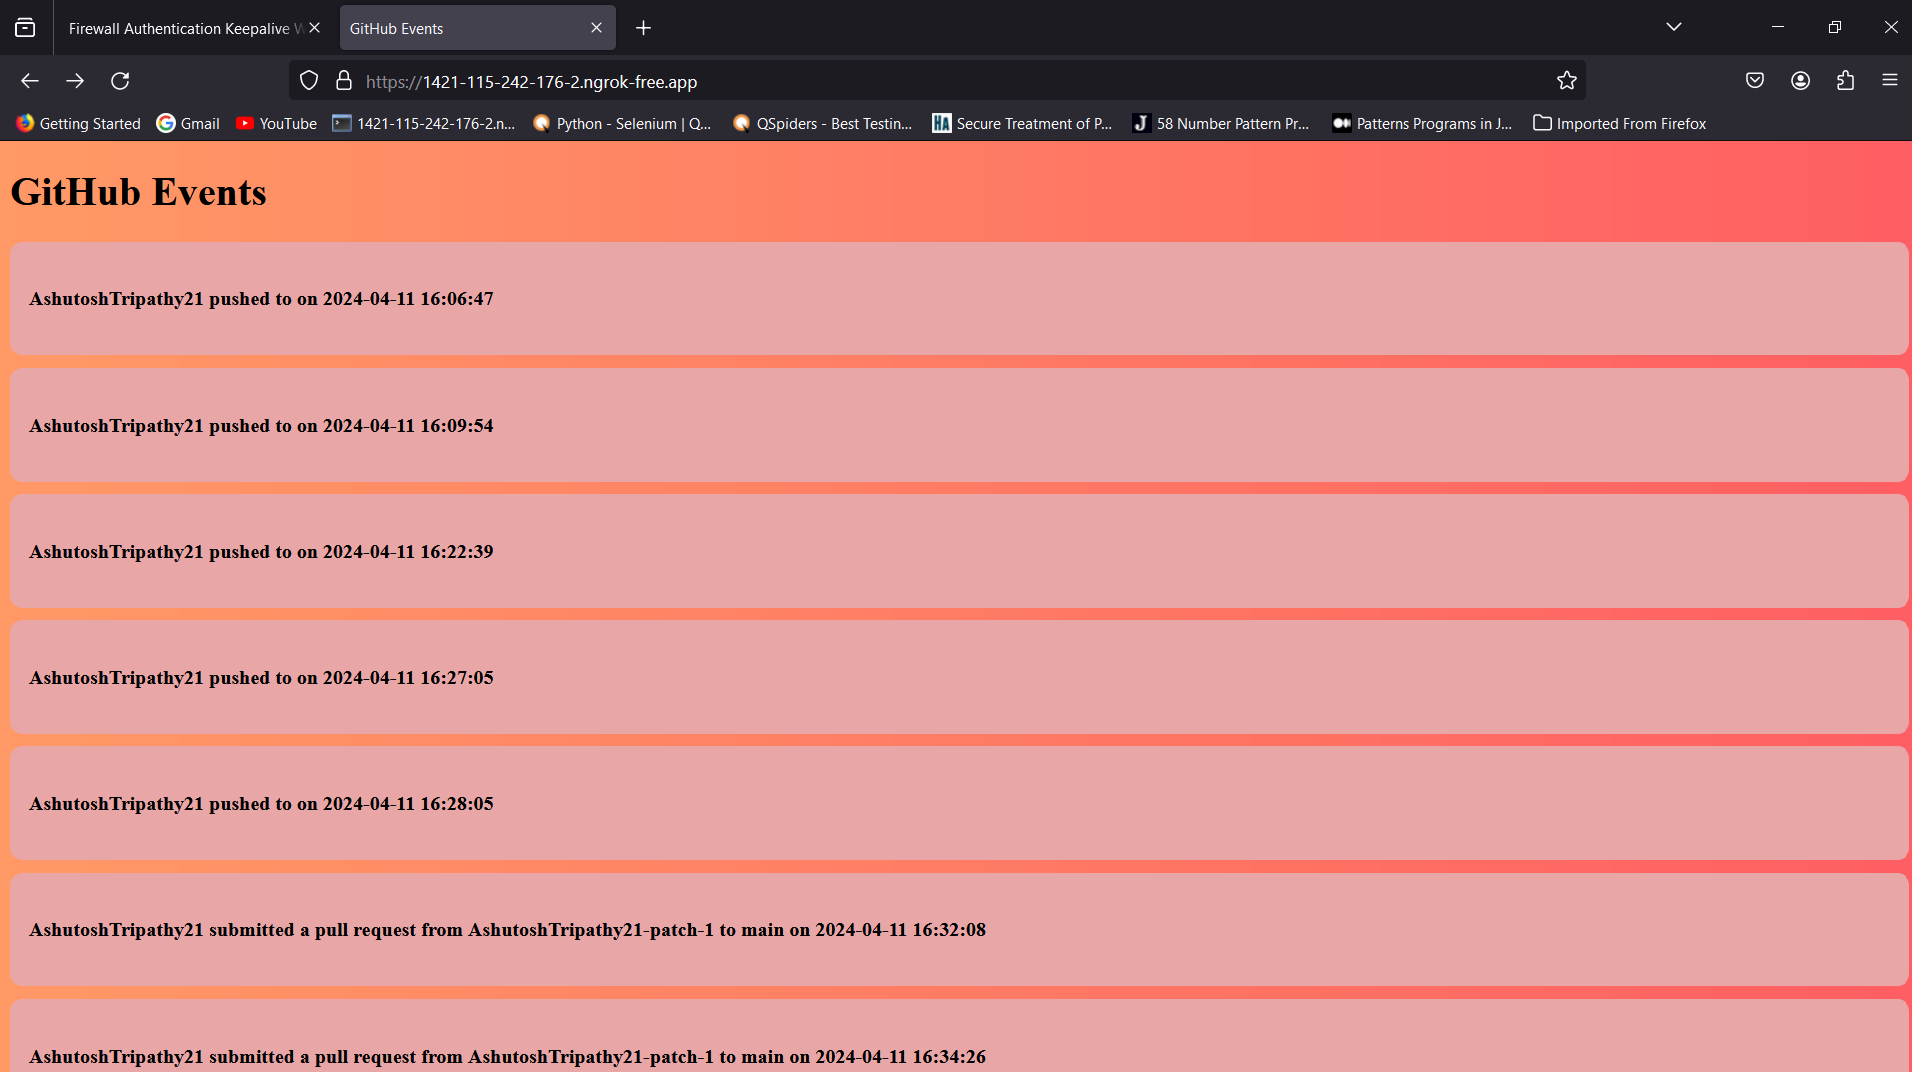 Firewall Authentication Keepalive W
GitHub Events
https://1421-115-242-176-2.ngrok-free.app
Getting Started
Gmail
YouTube
1421-115-242-176-2.n...
Python - Selenium | Q...
QSpiders - Best Testin...
HA
Secure Treatment of P...
J
58 Number Pattern Pr...
Patterns Programs in J...
Imported From Firefox
GitHub Events
AshutoshTripathy21 pushed to on 2024-04-11 16:06:47
AshutoshTripathy21 pushed to on 2024-04-11 16:09:54
AshutoshTripathy21 pushed to on 2024-04-11 16:22:39
AshutoshTripathy21 pushed to on 2024-04-11 16:27:05
AshutoshTripathy21 pushed to on 2024-04-11 16:28:05
AshutoshTripathy21 submitted a pull request from AshutoshTripathy21-patch-1 to main on 2024-04-11 16:32:08
AshutoshTripathy21 submitted a pull request from AshutoshTripathy21-patch-1 to main on 2024-04-11 16:34:26